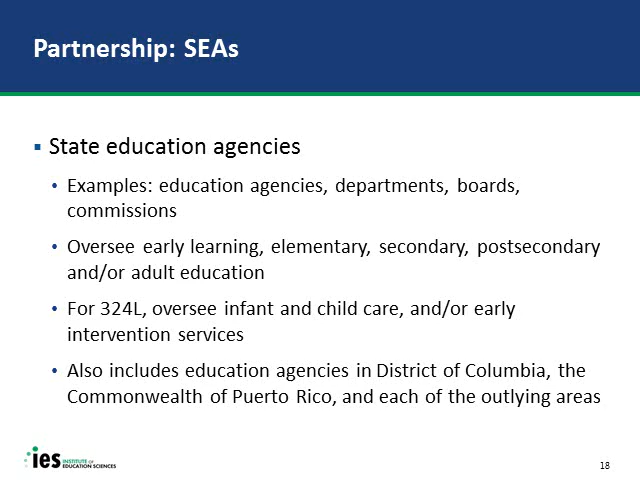 Partnership: SEAs
▪ State education agencies
• Examples: education agencies, departments, boards,
commissions
• Oversee early learning, elementary, secondary, postsecondary
and/or adult education
• For 324L, oversee infant and child care, and/or early
intervention services
• Also includes education agencies in District of Columbia, the
Commonwealth of Puerto Rico, and each of the outlying areas
ies INSTITUTE OF
EDUCATION SCIENCES
18